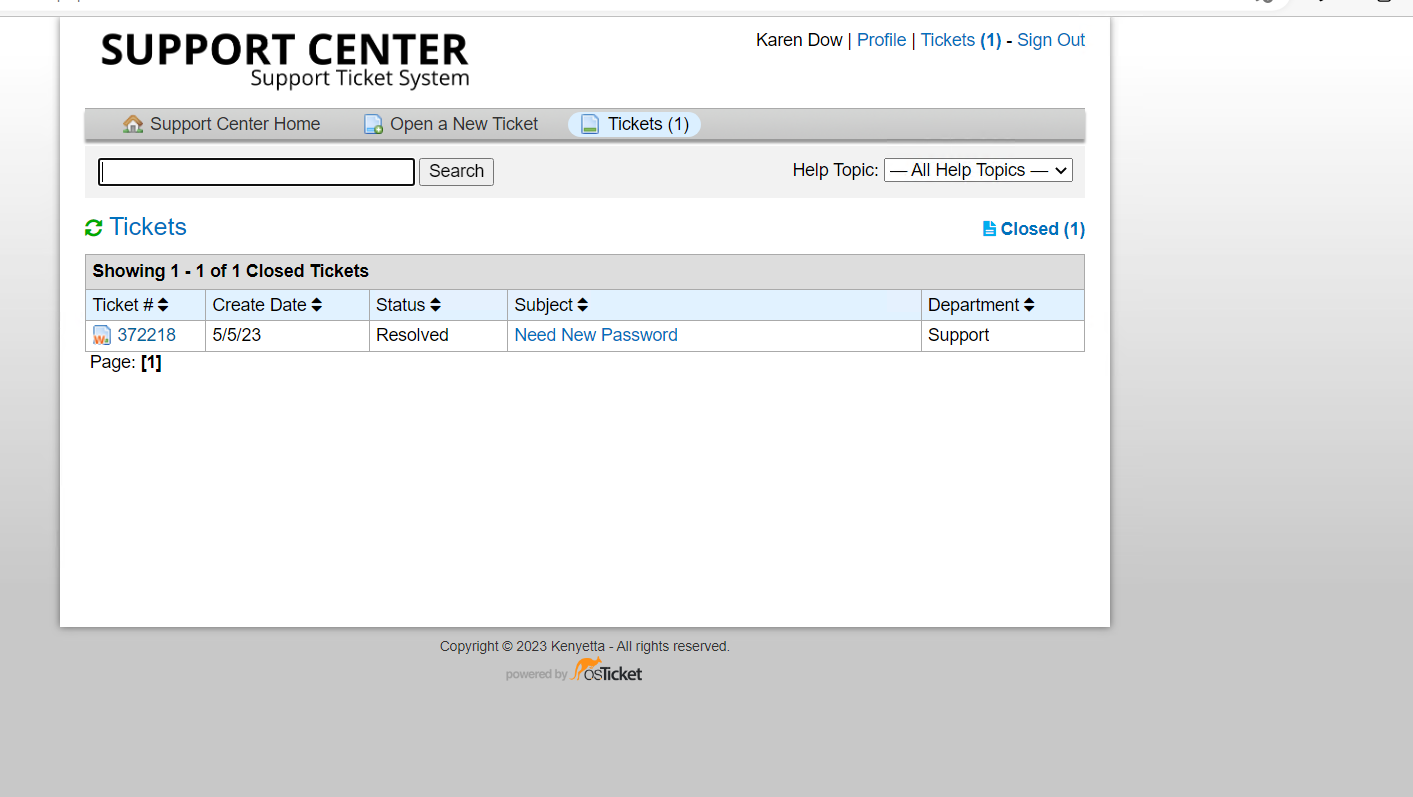 SUPPORT CENTER
Support Ticket System
Karen Dow | Profile | Tickets (1) - Sign Out
Support Center Home Open a New Ticket Tickets (1)
Search Help Topic: — All Help Topics —
Tickets Closed (1)
Showing 1 - 1 of 1 Closed Tickets
Ticket # Create Date Status Subject Department
372218 5/5/23 Resolved Need New Password Support
Page: [1]
Copyright © 2023 Kenyetta - All rights reserved.
powered by osTicket